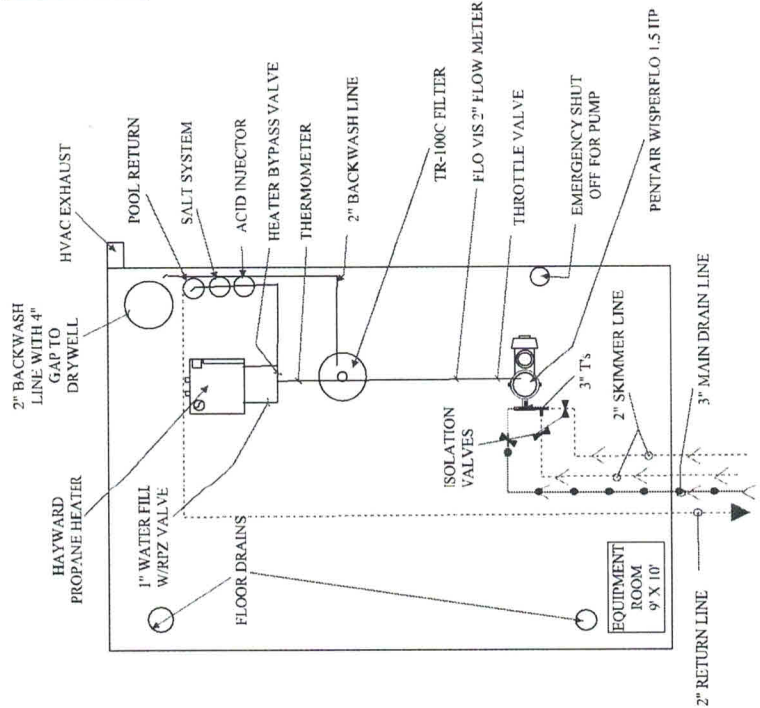 2" BACKWASH
LINE WITH 4"
GAP TO
DRYWELL
HVAC EXHAUST
POOL RETURN
SALT SYSTEM
ACID INJECTOR
HEATER BYPASS VALVE
THERMOMETER
2" BACKWASH LINE
TR-100C FILTER
FLO VIS 2" FLOW METER
THROTTLE VALVE
EMERGENCY SHUT
OFF FOR PUMP
PENTAIR WISPERFLO 1.5 HP
HAYWARD
PROPANE HEATER
1" WATER FILL
W/RPZ VALVE
FLOOR DRAINS
ISOLATION
VALVES
3" T's
2" SKIMMER LINE
3" MAIN DRAIN LINE
EQUIPMENT
ROOM
9' X 10'
2" RETURN LINE